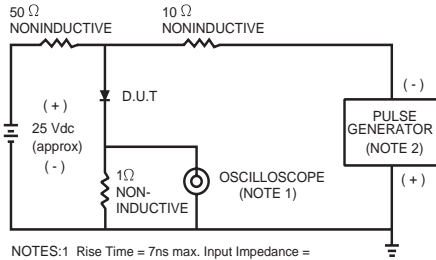 50 Ω
NONINDUCTIVE
10 Ω
NONINDUCTIVE
( + )
25 Vdc
(approx)
( - )
D.U.T
1Ω
NON-
INDUCTIVE
OSCILLOSCOPE
(NOTE 1)
( - )
PULSE
GENERATOR
(NOTE 2)
( + )
NOTES:1 Rise Time = 7ns max. Input Impedance =